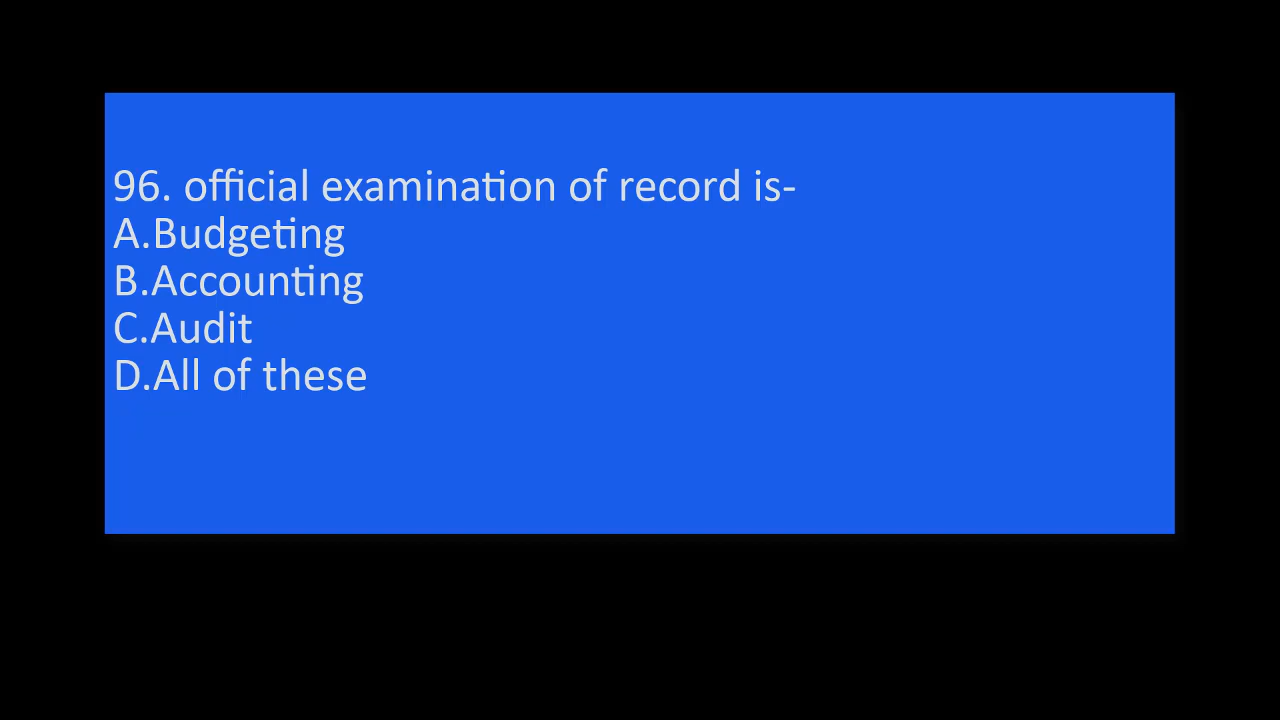 96. official examination of record is-
A.Budgeting
B.Accounting
C.Audit
D.All of these